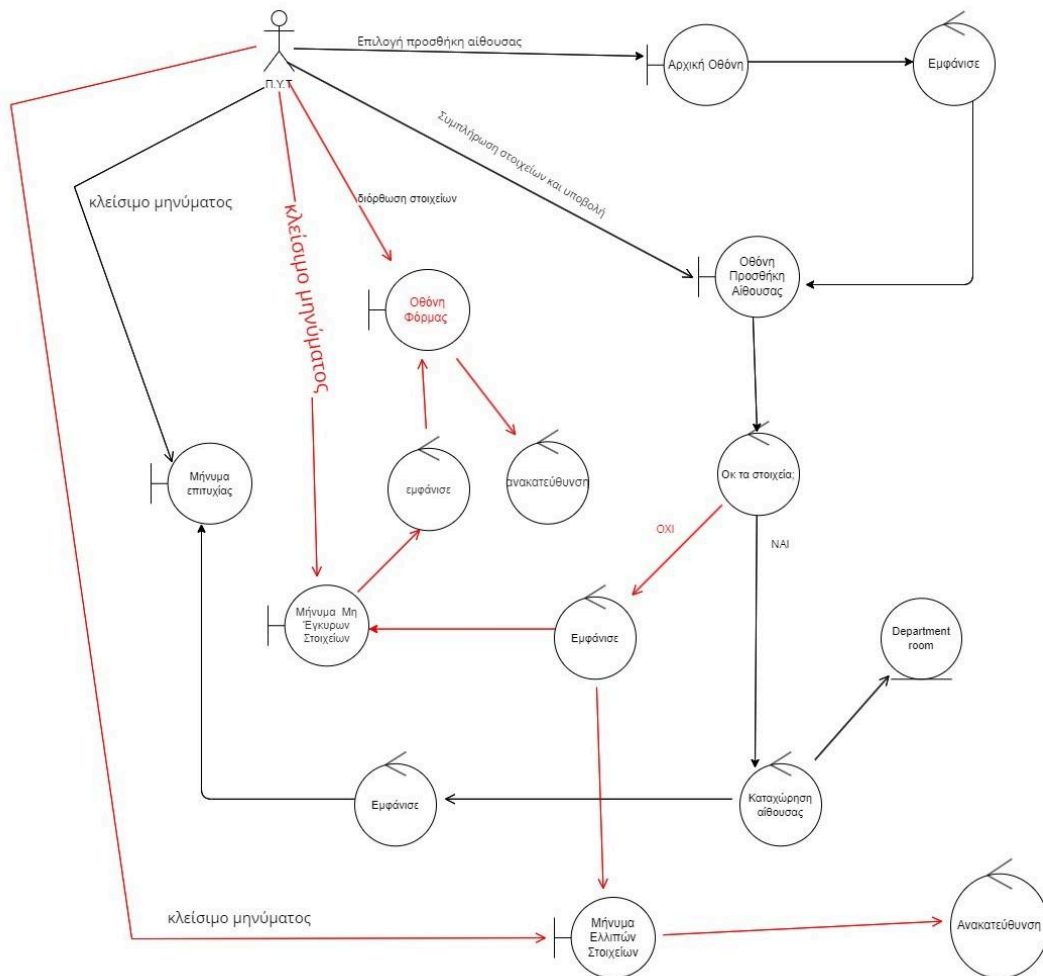 Επιλογή προσθήκη αίθουσας
Αρχική Οθόνη
Εμφάνισε
Π.Υ.Τ
Συμπλήρωση στοιχείων και υποβολή
κλείσιμο μηνύματος
διόρθωση στοιχείων
κλείσιμο μηνύματος
Οθόνη
Προσθήκη
Αίθουσας
Οθόνη
Φόρμας
Μήνυμα
επιτυχίας
εμφάνισε
ανακατεύθυνση
Οκ τα στοιχεία;
ΟΧΙ
ΝΑΙ
Μήνυμα Μη
Έγκυρων
Στοιχείων
Εμφάνισε
Department
room
Εμφάνισε
Καταχώρηση
αίθουσας
κλείσιμο μηνύματος
Μήνυμα
Ελλιπών
Στοιχείων
Ανακατεύθυνση